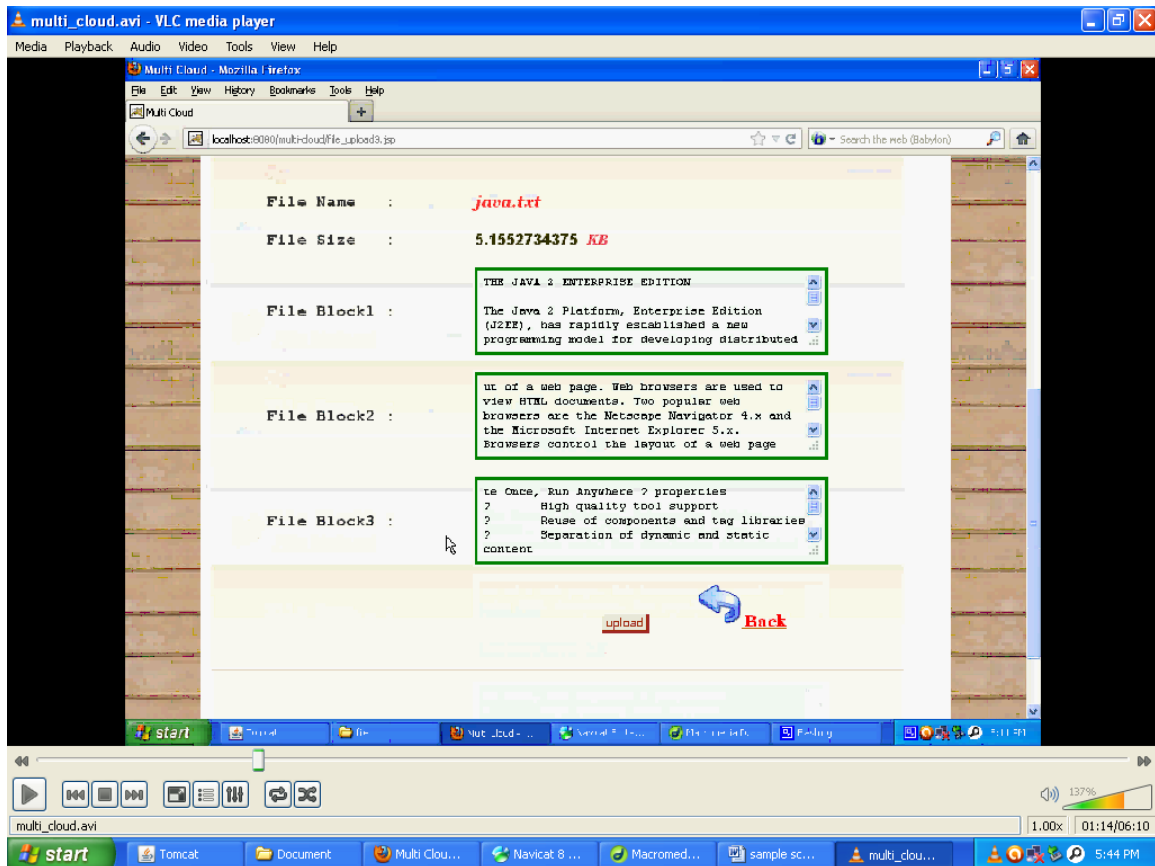 multi_cloud.avi - VLC media player
Media Playback Audio Video Tools View Help
Multi Cloud - Mozilla Firefox
File Edit View History Bookmarks Tools Help
Multi Cloud
localhost:8080/multi-cloud/file_upload3.jsp
Search the web (Babylon)
File Name : java.txt
File Size : 5.1552734375 KB
File Block1 :
THE JAVA 2 ENTERPRISE EDITION
The Java 2 Platform, Enterprise Edition
(J2EE), has rapidly established a new
programming model for developing distributed
File Block2 :
ut of a web page. Web browsers are used to
view HTML documents. Two popular web
browsers are the Netscape Navigator 4.x and
the Microsoft Internet Explorer 5.x.
Browsers control the layout of a web page
File Block3 :
te Once, Run Anywhere ? properties
? High quality tool support
? Reuse of components and tag libraries
? Separation of dynamic and static
content
upload
Back
start
137%
multi_cloud.avi
1.00x 01:14/06:10
start Tomcat Document Multi Clou... Navicat 8 ... Macromed... sample sc... multi_clou... 5:44 PM